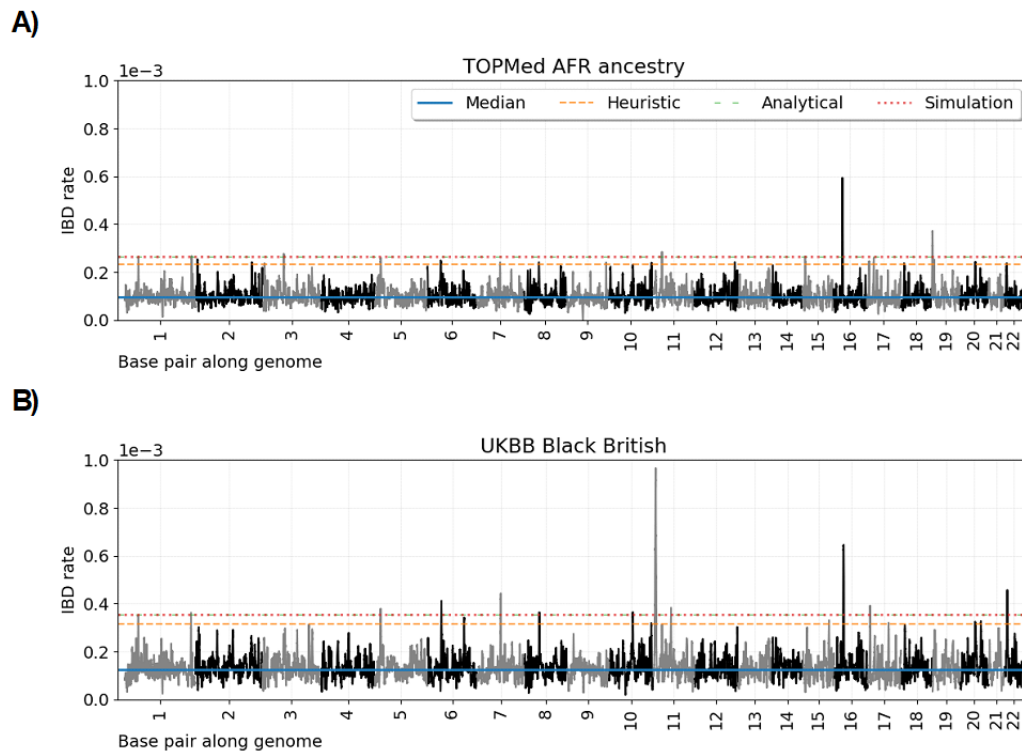 A)
TOPMed AFR ancestry
1e−3
Median Heuristic Analytical Simulation
1.0
0.8
0.6
0.4
0.2
0.0
IBD rate
1 2 3 4 5 6 7 8 9 10 11 12 13 14 15 16 17 18 19 20 21 22
Base pair along genome
B)
UKBB Black British
1e−3
1.0
0.8
0.6
0.4
0.2
0.0
IBD rate
1 2 3 4 5 6 7 8 9 10 11 12 13 14 15 16 17 18 19 20 21 22
Base pair along genome